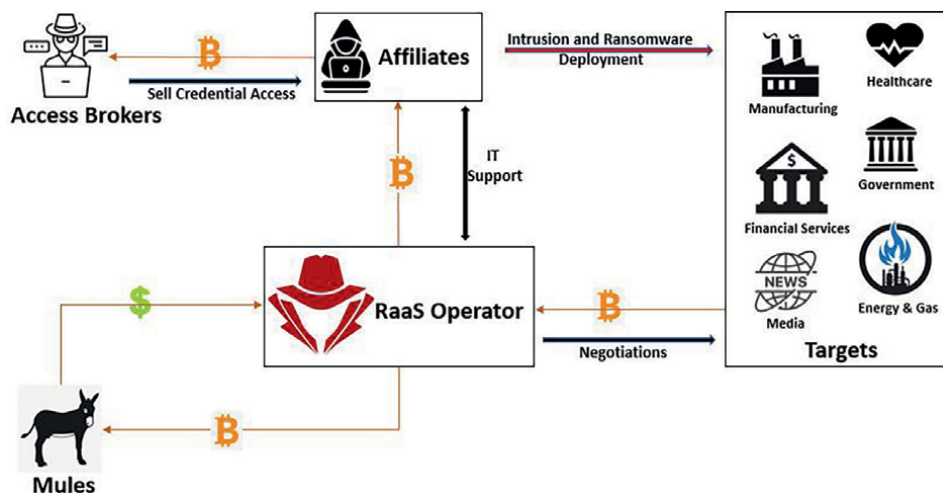 Access Brokers
Sell Credential Access
Affiliates
Intrusion and Ransomware
Deployment
Manufacturing
Healthcare
$
Financial Services
Government
NEWS
Media
Energy & Gas
Targets
IT
Support
RaaS Operator
Negotiations
$
Mules